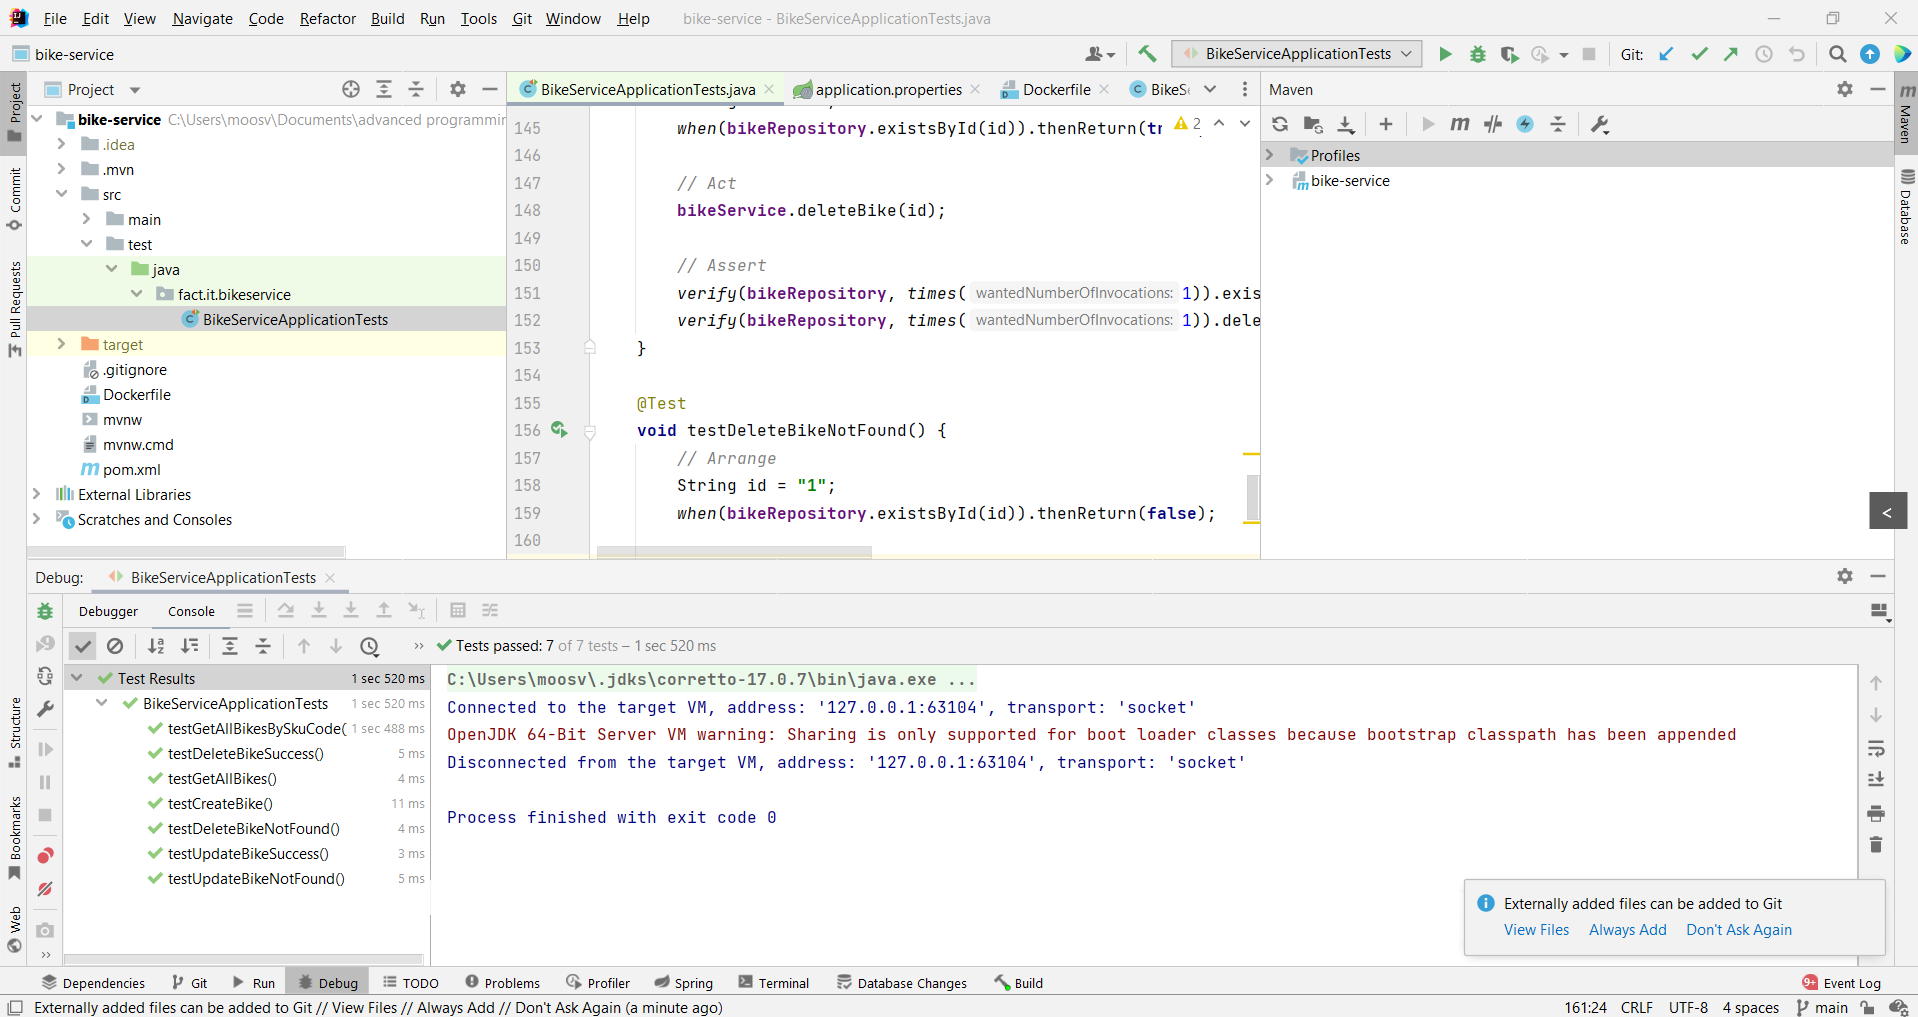 File Edit View Navigate Code Refactor Build Run Tools Git Window Help bike-service - BikeServiceApplicationTests.java
bike-service
BikeServiceApplicationTests
Git:
Project
BikeServiceApplicationTests.java
application.properties
Dockerfile
BikeS
Maven
bike-service C:\Users\moosv\Documents\advanced programmin
.idea
.mvn
src
main
test
java
fact.it.bikeservice
BikeServiceApplicationTests
target
.gitignore
Dockerfile
mvnw
mvnw.cmd
pom.xml
External Libraries
Scratches and Consoles
145 when(bikeRepository.existsById(id)).thenReturn(tr
2
146
147 // Act
148 bikeService.deleteBike(id);
149
150 // Assert
151 verify(bikeRepository, times( wantedNumberOfInvocations: 1)).exis
152 verify(bikeRepository, times( wantedNumberOfInvocations: 1)).dele
153 }
154
155 @Test
156 void testDeleteBikeNotFound() {
157 // Arrange
158 String id = "1";
159 when(bikeRepository.existsById(id)).thenReturn(false);
160
Profiles
bike-service
<
Project
Commit
Pull Requests
Structure
Bookmarks
Web
Maven
Database
Debug: BikeServiceApplicationTests
Debugger Console
Tests passed: 7 of 7 tests – 1 sec 520 ms
Test Results 1 sec 520 ms
BikeServiceApplicationTests 1 sec 520 ms
testGetAllBikesBySkuCode( 1 sec 488 ms
testDeleteBikeSuccess() 5 ms
testGetAllBikes() 4 ms
testCreateBike() 11 ms
testDeleteBikeNotFound() 4 ms
testUpdateBikeSuccess() 3 ms
testUpdateBikeNotFound() 5 ms
C:\Users\moosv\.jdks\corretto-17.0.7\bin\java.exe ...
Connected to the target VM, address: '127.0.0.1:63104', transport: 'socket'
OpenJDK 64-Bit Server VM warning: Sharing is only supported for boot loader classes because bootstrap classpath has been appended
Disconnected from the target VM, address: '127.0.0.1:63104', transport: 'socket'
Process finished with exit code 0
Externally added files can be added to Git
View Files Always Add Don't Ask Again
Dependencies Git Run Debug TODO Problems Profiler Spring Terminal Database Changes Build 9+ Event Log
Externally added files can be added to Git // View Files // Always Add // Don't Ask Again (a minute ago) 161:24 CRLF UTF-8 4 spaces main